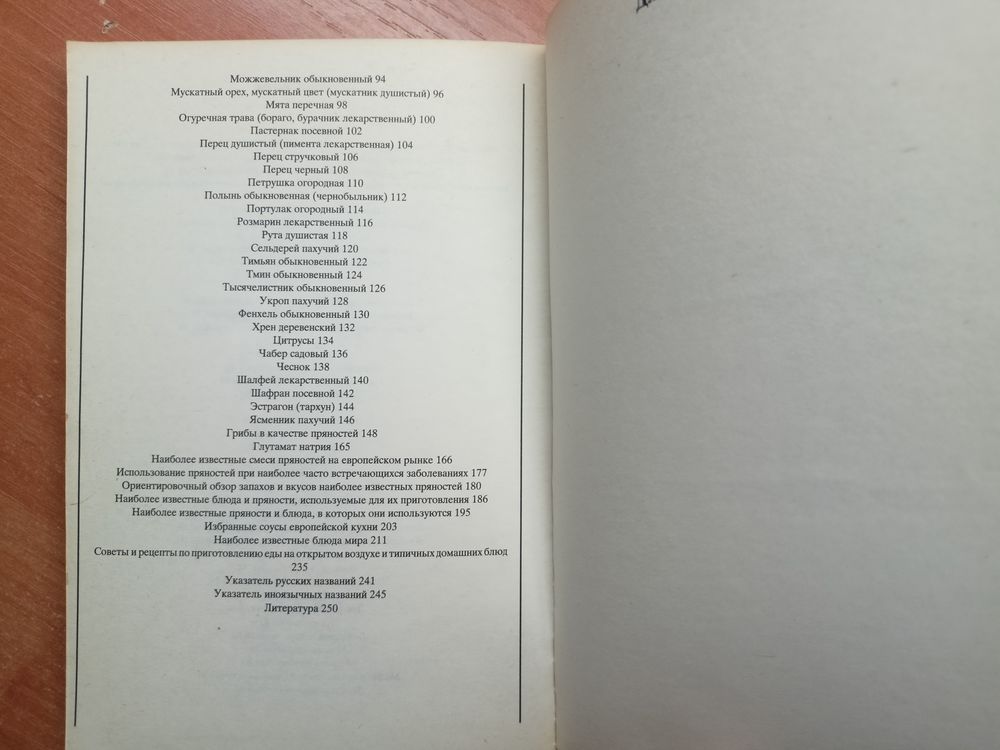 Можжевельник обыкновенный 94
Мускатный орех, мускатный цвет (мускатник душистый) 96
Мята перечная 98
Огуречная трава (бораго, бурачник лекарственный) 100
Пастернак посевной 102
Перец душистый (пимента лекарственная) 104
Перец стручковый 106
Перец черный 108
Петрушка огородная 110
Полынь обыкновенная (чернобыльник) 112
Портулак огородный 114
Розмарин лекарственный 116
Рута душистая 118
Сельдерей пахучий 120
Тимьян обыкновенный 122
Тмин обыкновенный 124
Тысячелистник обыкновенный 126
Укроп пахучий 128
Фенхель обыкновенный 130
Хрен деревенский 132
Цитрусы 134
Чабер садовый 136
Чеснок 138
Шалфей лекарственный 140
Шафран посевной 142
Эстрагон (тархун) 144
Ясменник пахучий 146
Грибы в качестве пряностей 148
Глутамат натрия 165
Наиболее известные смеси пряностей на европейском рынке 166
Использование пряностей при наиболее часто встречающихся заболеваниях 177
Ориентировочный обзор запахов и вкусов наиболее известных пряностей 180
Наиболее известные блюда и пряности, используемые для их приготовления 186
Наиболее известные пряности и блюда, в которых они используются 195
Избранные соусы европейской кухни 203
Наиболее известные блюда мира 211
Советы и рецепты по приготовлению еды на открытом воздухе и типичных домашних блюд
235
Указатель русских названий 241
Указатель иноязычных названий 245
Литература 250